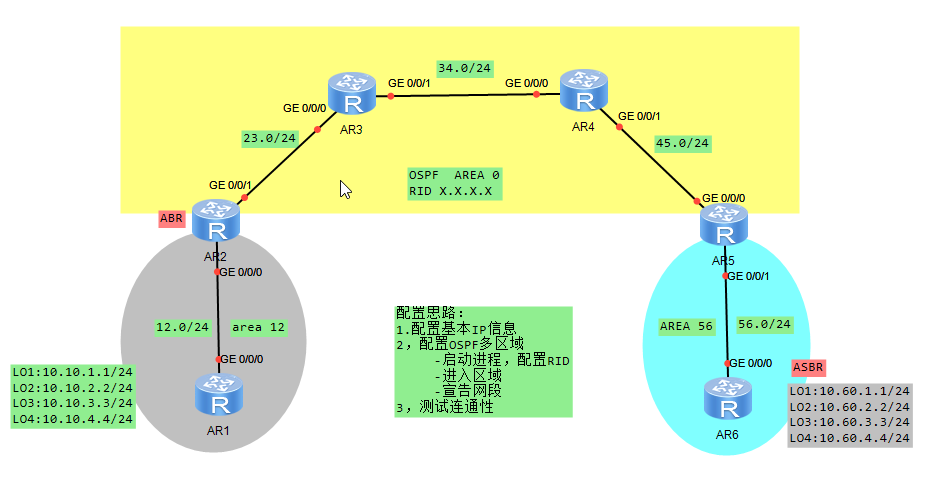 34.0/24
GE 0/0/1
GE 0/0/0
GE 0/0/0
AR3
AR4
GE 0/0/1
23.0/24
45.0/24
OSPF  AREA 0
RID X.X.X.X
GE 0/0/1
GE 0/0/0
ABR
AR2
AR5
GE 0/0/0
GE 0/0/1
12.0/24
area 12
AREA 56
56.0/24
配置思路:
1.配置基本IP信息
2，配置OSPF多区域
-启动进程，配置RID
-进入区域
-宣告网段
3，测试连通性
GE 0/0/0
GE 0/0/0
ASBR
LO1:10.10.1.1/24
LO2:10.10.2.2/24
LO3:10.10.3.3/24
LO4:10.10.4.4/24
AR1
AR6
LO1:10.60.1.1/24
LO2:10.60.2.2/24
LO3:10.60.3.3/24
LO4:10.60.4.4/24
R
R
R
R
R
R